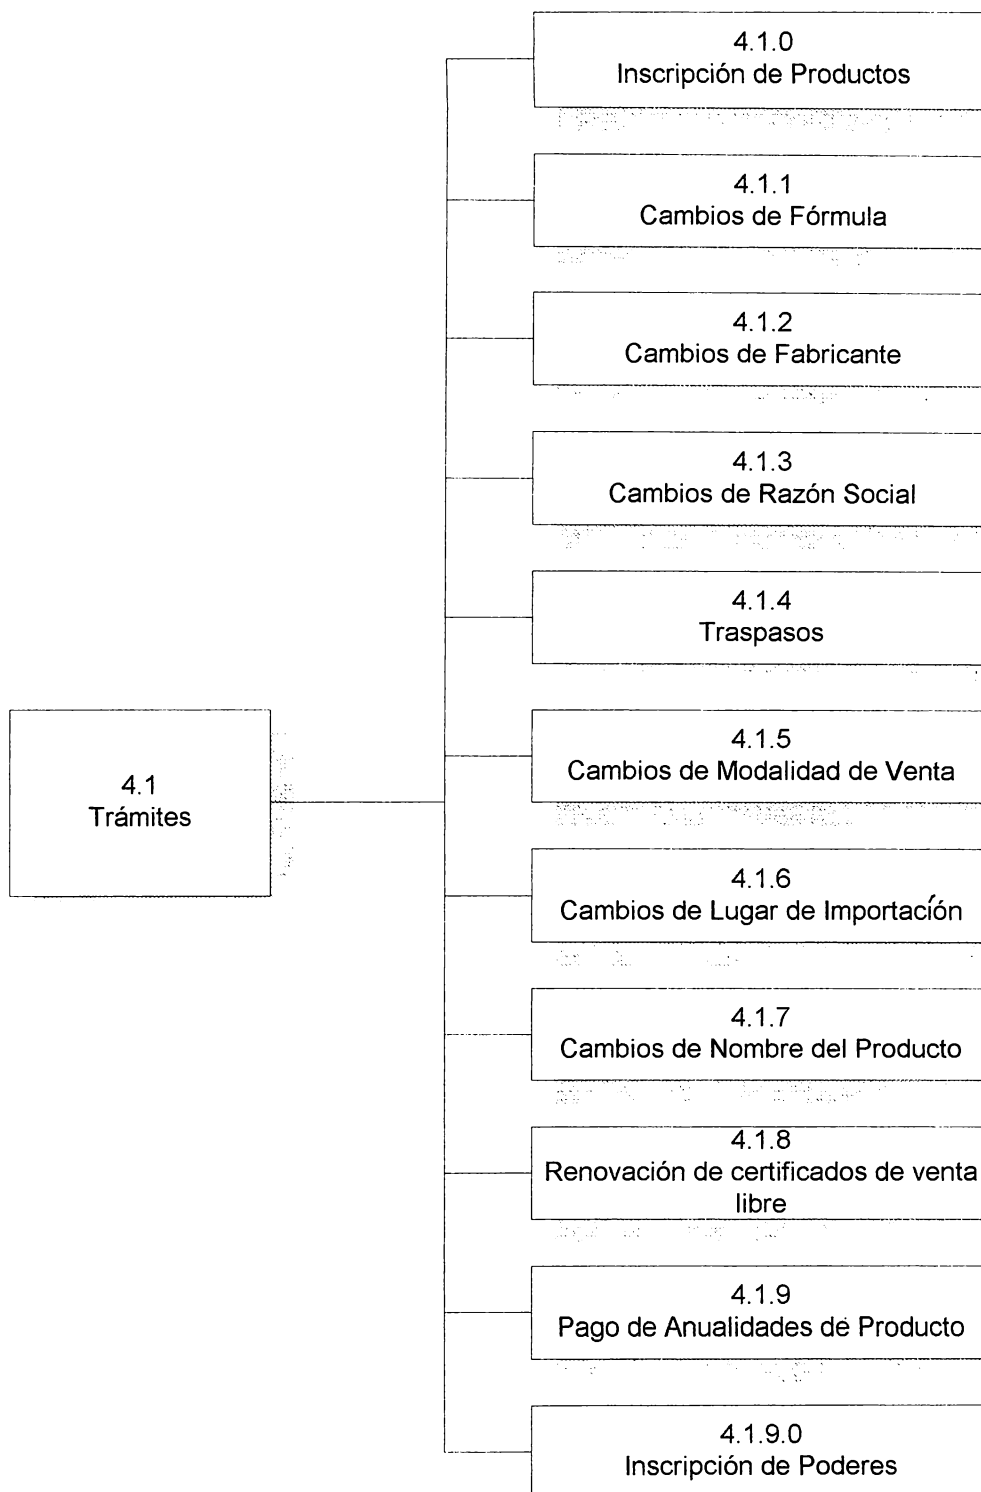 4.1.0
Inscripción de Productos
4.1.1
Cambios de Fórmula
4.1.2
Cambios de Fabricante
4.1.3
Cambios de Razón Social
4.1.4
Traspasos
4.1
Trámites
4.1.5
Cambios de Modalidad de Venta
4.1.6
Cambios de Lugar de Importación
4.1.7
Cambios de Nombre del Producto
4.1.8
Renovación de certificados de venta
libre
4.1.9
Pago de Anualidades de Producto
4.1.9.0
Inscripción de Poderes